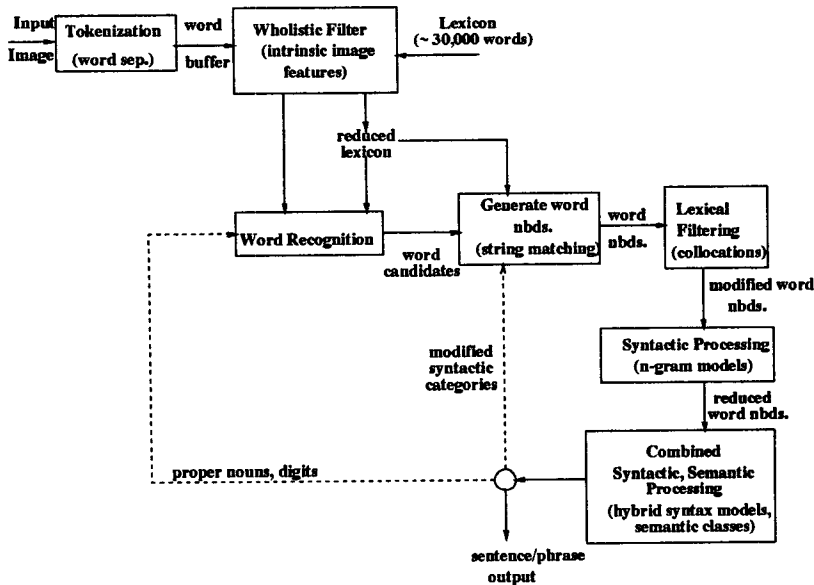 Input
Image
Tokenization
(word sep.)
word
buffer
Wholistic Filter
(intrinsic image
features)
Lexicon
(~ 30,000 words)
reduced
lexicon
Word Recognition
word
candidates
Generate word
nbds.
(string matching)
word
nbds.
Lexical
Filtering
(collocations)
modified word
nbds.
Syntactic Processing
(n-gram models)
reduced
word nbds.
Combined
Syntactic, Semantic
Processing
(hybrid syntax models,
semantic classes)
modified
syntactic
categories
proper nouns, digits
sentence/phrase
output